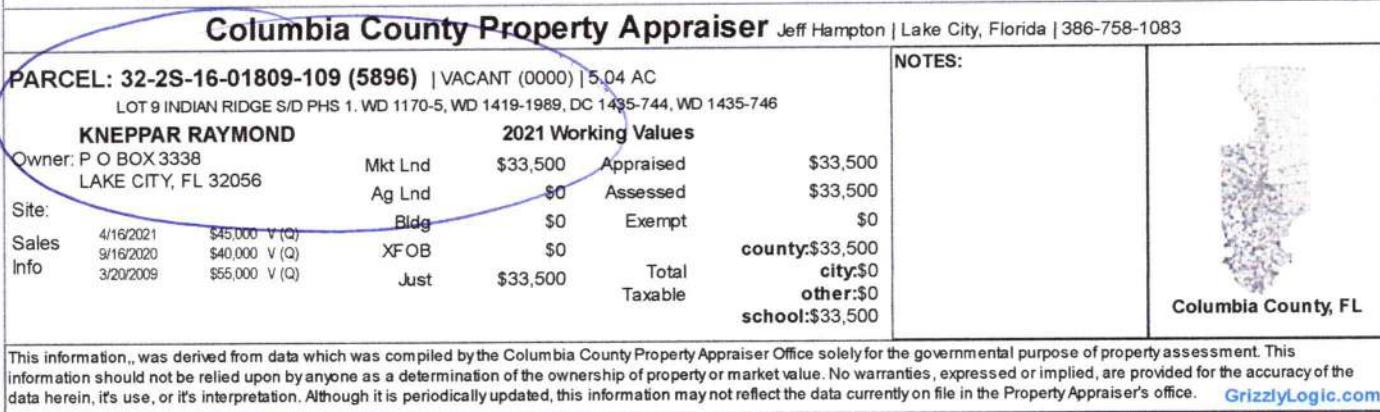 Columbia County Property Appraiser Jeff Hampton | Lake City, Florida | 386-758-1083
PARCEL: 32-2S-16-01809-109 (5896) | VACANT (0000) | 5.04 AC
LOT 9 INDIAN RIDGE S/D PHS 1. WD 1170-5, WD 1419-1989, DC 1435-744, WD 1435-746
KNEPPAR RAYMOND
Owner: P O BOX 3338
LAKE CITY, FL 32056
Site:
Sales Info
4/16/2021 $45,000 V (Q)
9/16/2020 $40,000 V (Q)
3/20/2009 $55,000 V (Q)
2021 Working Values
Mkt Lnd $33,500 Appraised $33,500
Ag Lnd $0 Assessed $33,500
Bldg $0 Exempt $0
XFOB $0 county:$33,500
Just $33,500 Total Taxable city:$0
other:$0
school:$33,500
NOTES:
Columbia County, FL
This information,, was derived from data which was compiled by the Columbia County Property Appraiser Office solely for the governmental purpose of property assessment. This
information should not be relied upon by anyone as a determination of the ownership of property or market value. No warranties, expressed or implied, are provided for the accuracy of the
data herein, it's use, or it's interpretation. Although it is periodically updated, this information may not reflect the data currently on file in the Property Appraiser's office. GrizzlyLogic.com